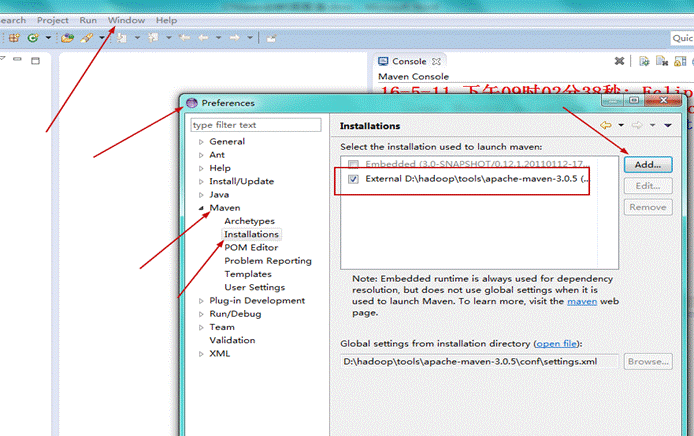 earch Project Run Window Help
Quic
Console
Maven Console
16-5-11 下午09时02分38秒: Eclip
Preferences
type filter text
General
Ant
Help
Install/Update
Java
Maven
Archetypes
Installations
POM Editor
Problem Reporting
Templates
User Settings
Plug-in Development
Run/Debug
Team
Validation
XML
Installations
Select the installation used to launch maven:
Embedded (3.0-SNAPSHOT/0.12.1.20110112-17...
External D:\hadoop\tools\apache-maven-3.0.5 (...
Add...
Edit...
Remove
Note: Embedded runtime is always used for dependency
resolution, but does not use global settings when it is
used to launch Maven. To learn more, visit the maven web
page.
Global settings from installation directory (open file):
D:\hadoop\tools\apache-maven-3.0.5\conf\settings.xml
Browse...